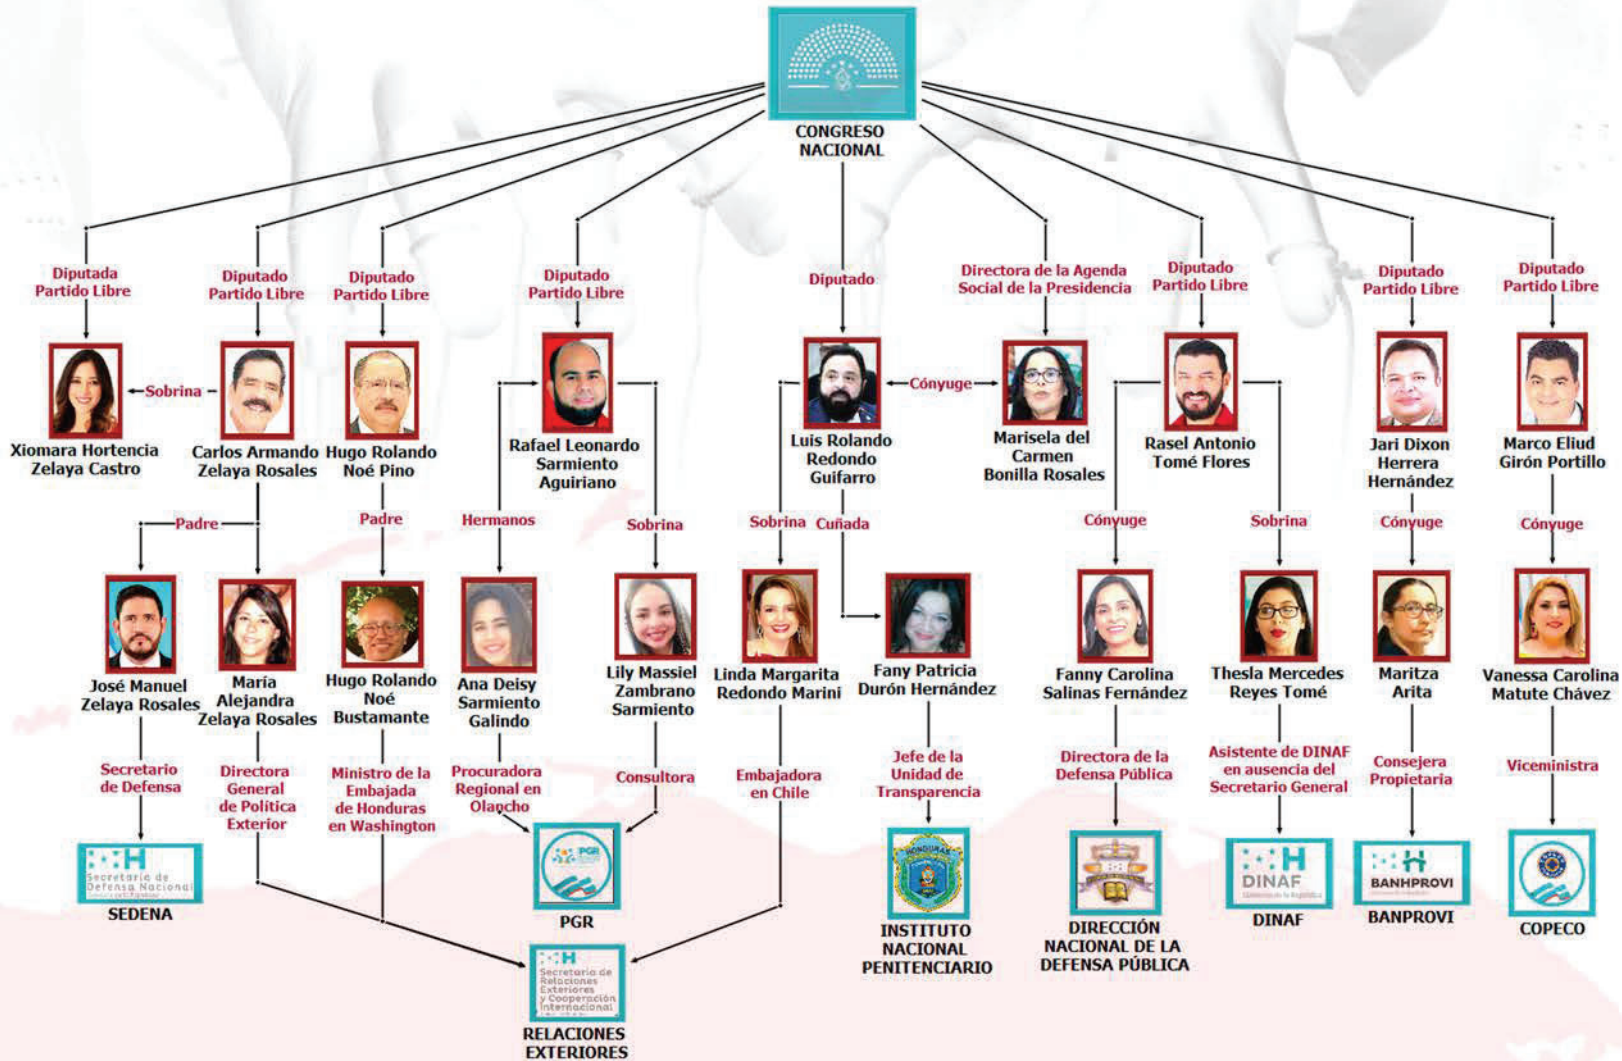 CONGRESO
NACIONAL
Diputada
Partido Libre
Diputado
Partido Libre
Diputado
Partido Libre
Diputado
Partido Libre
Diputado
Directora de la Agenda
Social de la Presidencia
Diputado
Partido Libre
Diputado
Partido Libre
Diputado
Partido Libre
Sobrina
Cónyuge
Xiomara Hortencia
Zelaya Castro
Carlos Armando
Zelaya Rosales
Hugo Rolando
Noé Pino
Rafael Leonardo
Sarmiento
Aguiriano
Luis Rolando
Redondo
Guifarro
Marisela del
Carmen
Bonilla Rosales
Rasel Antonio
Tomé Flores
Jari Dixon
Herrera
Hernández
Marco Eliud
Girón Portillo
Padre
Padre
Hermanos
Sobrina
Sobrina
Cuñada
Cónyuge
Sobrina
Cónyuge
Cónyuge
José Manuel
Zelaya Rosales
María
Alejandra
Zelaya Rosales
Hugo Rolando
Noé
Bustamante
Ana Deisy
Sarmiento
Galindo
Lily Massiel
Zambrano
Sarmiento
Linda Margarita
Redondo Marini
Fany Patricia
Durón Hernández
Fanny Carolina
Salinas Fernández
Thesla Mercedes
Reyes Tomé
Maritza
Arita
Vanessa Carolina
Matute Chávez
Secretario
de Defensa
Directora
General
de Política
Exterior
Ministro de la
Embajada
de Honduras
en Washington
Procuradora
Regional en
Olancho
Consultora
Embajadora
en Chile
Jefe de la
Unidad de
Transparencia
Directora de la
Defensa Pública
Asistente de DINAF
en ausencia del
Secretario General
Consejera
Propietaria
Viceministra
H
Secretaría de
Defensa Nacional
SEDENA
PGR
PGR
HONDURAS
INSTITUTO
NACIONAL
PENITENCIARIO
DIRECCIÓN
NACIONAL DE LA
DEFENSA PÚBLICA
H
DINAF
DINAF
H
BANHPROVI
BANPROVI
COPECO
COPECO
H
Secretaría de
Relaciones
Exteriores
y Cooperación
Internacional
RELACIONES
EXTERIORES